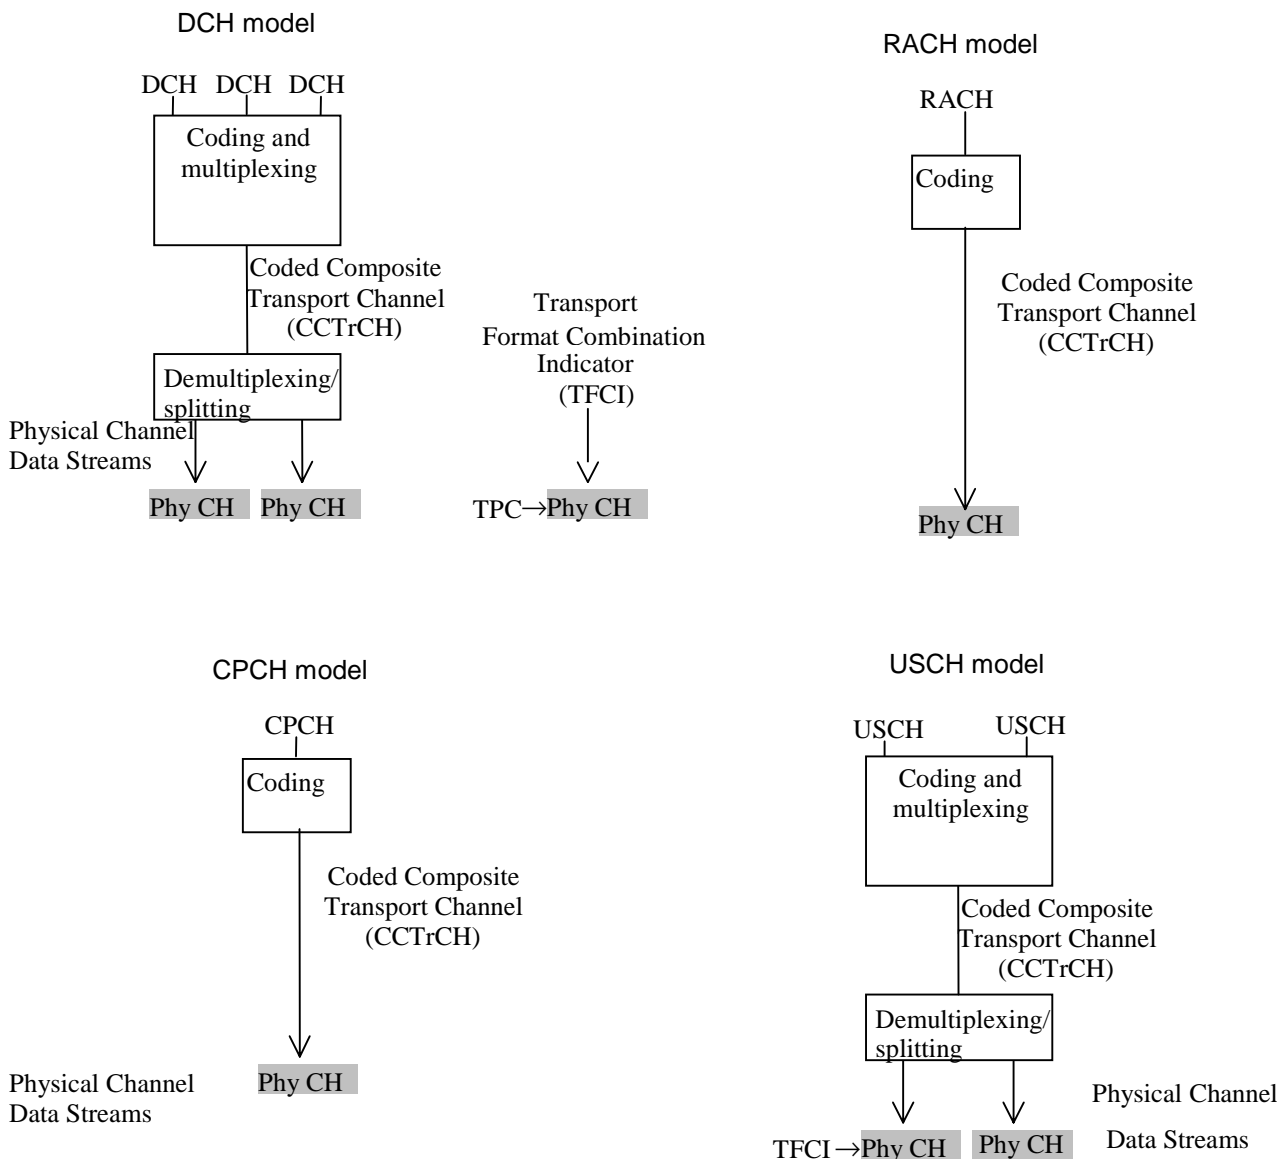 DCH model
DCH DCH DCH
Coding and
multiplexing
Coded Composite
Transport Channel
(CCTrCH)
Demultiplexing/
splitting
Physical Channel
Data Streams
Phy CH Phy CH
Transport
Format Combination
Indicator
(TFCI)
TPC→Phy CH
RACH model
RACH
Coding
Coded Composite
Transport Channel
(CCTrCH)
Phy CH
CPCH model
CPCH
Coding
Coded Composite
Transport Channel
(CCTrCH)
Physical Channel
Data Streams
Phy CH
USCH model
USCH USCH
Coding and
multiplexing
Coded Composite
Transport Channel
(CCTrCH)
Demultiplexing/
splitting
Physical Channel
Data Streams
TFCI→Phy CH Phy CH